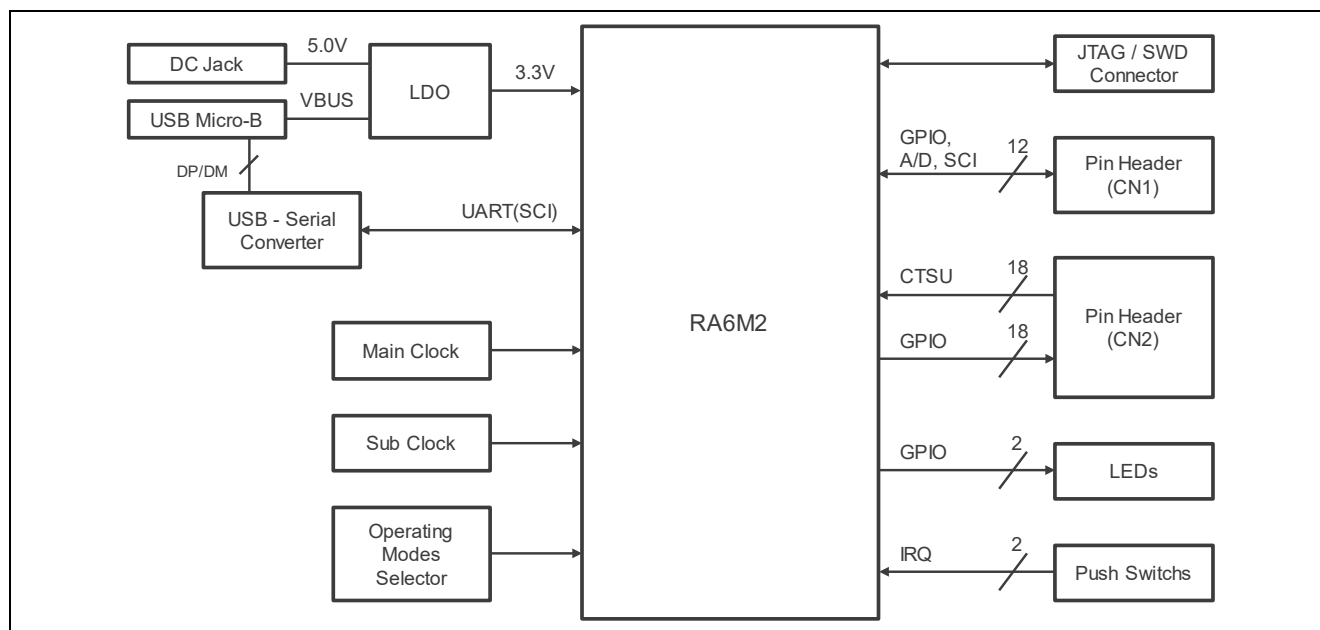 DC Jack
5.0V
LDO
3.3V
USB Micro-B
VBUS
DP/DM
USB - Serial
Converter
UART(SCI)
Main Clock
Sub Clock
Operating
Modes
Selector
RA6M2
JTAG / SWD
Connector
GPIO,
A/D, SCI
12
Pin Header
(CN1)
CTSU
18
GPIO
18
Pin Header
(CN2)
GPIO
2
LEDs
IRQ
2
Push Switchs